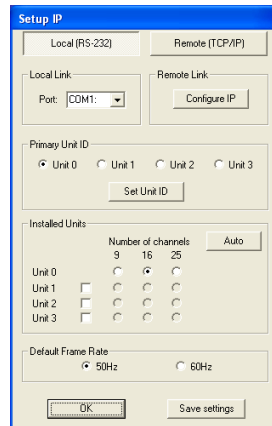 Setup IP
Local (RS-232) Remote (TCP/IP)
Local Link Remote Link
Port: COM1: Configure IP
Primary Unit ID
Unit 0 Unit 1 Unit 2 Unit 3
Set Unit ID
Installed Units
Number of channels Auto
9 16 25
Unit 0
Unit 1
Unit 2
Unit 3
Default Frame Rate
50Hz 60Hz
OK Save settings